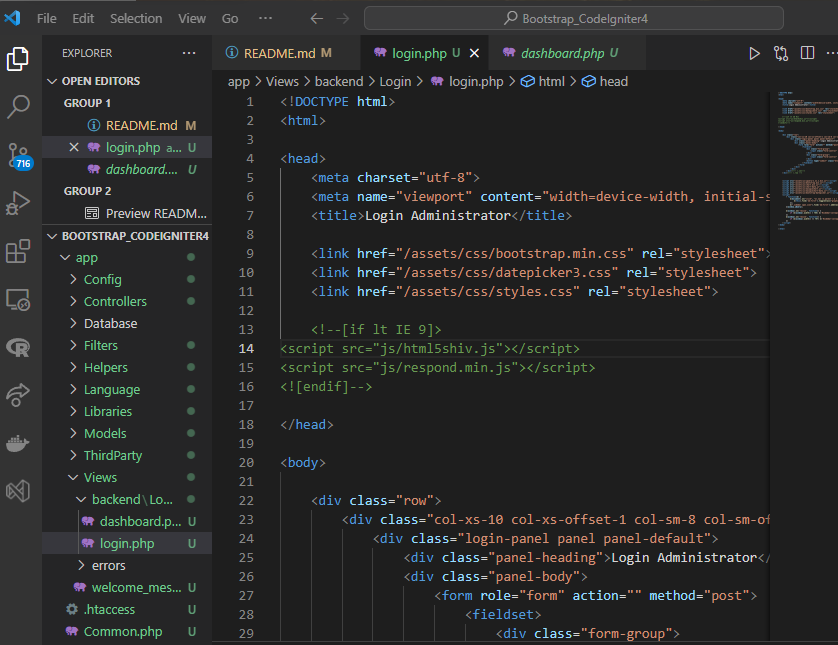 File Edit Selection View Go ··· Bootstrap_CodeIgniter4
EXPLORER ···
OPEN EDITORS
GROUP 1
README.md M
login.php a... U
dashboard.... U
GROUP 2
Preview READM...
BOOTSTRAP_CODEIGNITER4
app
Config
Controllers
Database
Filters
Helpers
Language
Libraries
Models
ThirdParty
Views
backend\Lo...
dashboard.p... U
login.php U
errors
welcome_mes... U
.htaccess U
Common.php U
716
README.md M login.php U dashboard.php U
app > Views > backend > Login > login.php > html > head
1 <!DOCTYPE html>
2 <html>
3
4 <head>
5 <meta charset="utf-8">
6 <meta name="viewport" content="width=device-width, initial-s
7 <title>Login Administrator</title>
8
9 <link href="/assets/css/bootstrap.min.css" rel="stylesheet">
10 <link href="/assets/css/datepicker3.css" rel="stylesheet">
11 <link href="/assets/css/styles.css" rel="stylesheet">
12
13 <!--[if lt IE 9]>
14 <script src="js/html5shiv.js"></script>
15 <script src="js/respond.min.js"></script>
16 <![endif]-->
17
18 </head>
19
20 <body>
21
22 <div class="row">
23 <div class="col-xs-10 col-xs-offset-1 col-sm-8 col-sm-of
24 <div class="login-panel panel panel-default">
25 <div class="panel-heading">Login Administrator</
26 <div class="panel-body">
27 <form role="form" action="" method="post">
28 <fieldset>
29 <div class="form-group">